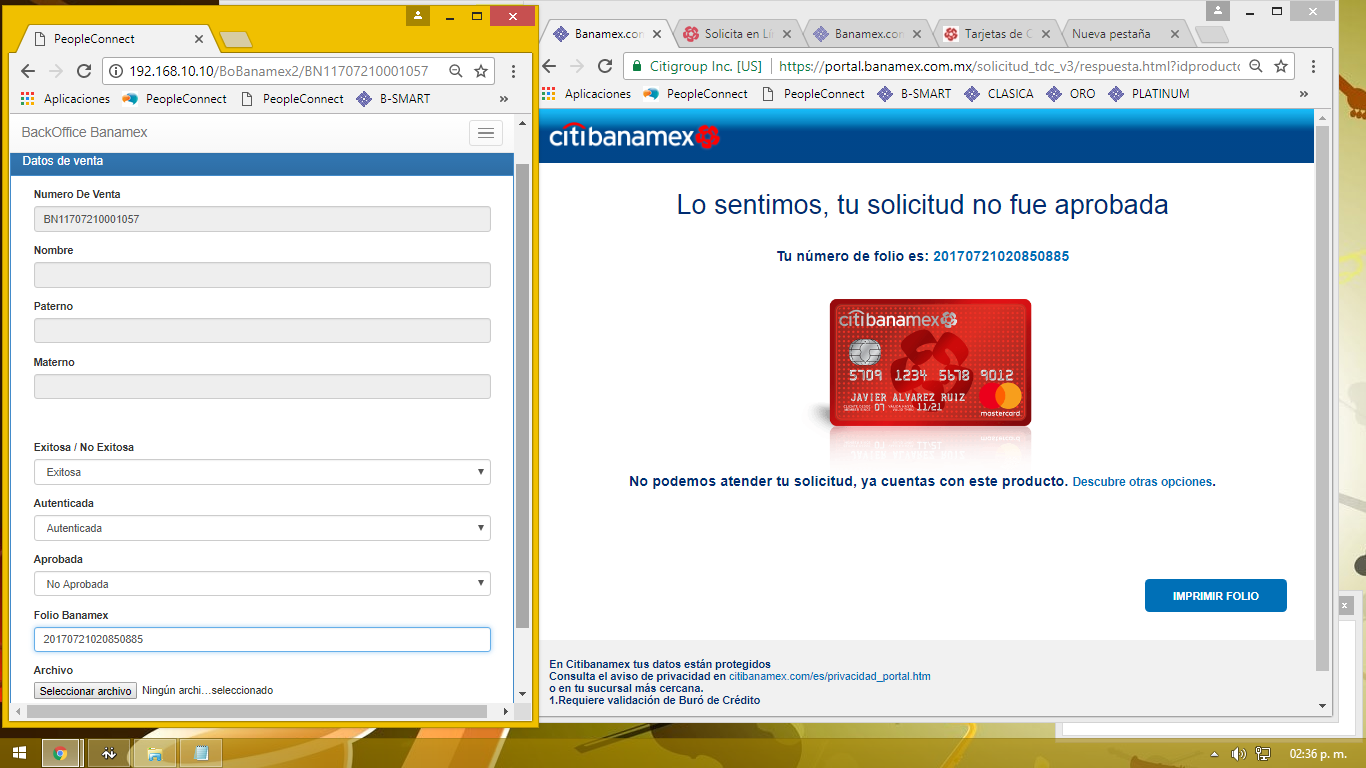 PeopleConnect
192.168.10.10/BoBanamex2/BN11707210001057
Aplicaciones PeopleConnect PeopleConnect B-SMART »
BackOffice Banamex
Datos de venta
Numero De Venta
BN11707210001057
Nombre
Paterno
Materno
Exitosa / No Exitosa
Exitosa
Autenticada
Autenticada
Aprobada
No Aprobada
Folio Banamex
20170721020850885
Archivo
Seleccionar archivo Ningún archi...seleccionado
Banamex.con Solicita en Lí Banamex.con Tarjetas de C Nueva pestaña
Citigroup Inc. [US] https://portal.banamex.com.mx/solicitud_tdc_v3/respuesta.html?idproducto
Aplicaciones PeopleConnect PeopleConnect B-SMART CLASICA ORO PLATINUM »
citibanamex
Lo sentimos, tu solicitud no fue aprobada
Tu número de folio es: 20170721020850885
citibanamex
5709 1234 5678 9012
JAVIER ALVAREZ RUIZ
07 11/21
mastercard
No podemos atender tu solicitud, ya cuentas con este producto. Descubre otras opciones.
IMPRIMIR FOLIO
En Citibanamex tus datos están protegidos
Consulta el aviso de privacidad en citibanamex.com/es/privacidad_portal.htm
o en tu sucursal más cercana.
1.Requiere validación de Buró de Crédito
02:36 p. m.